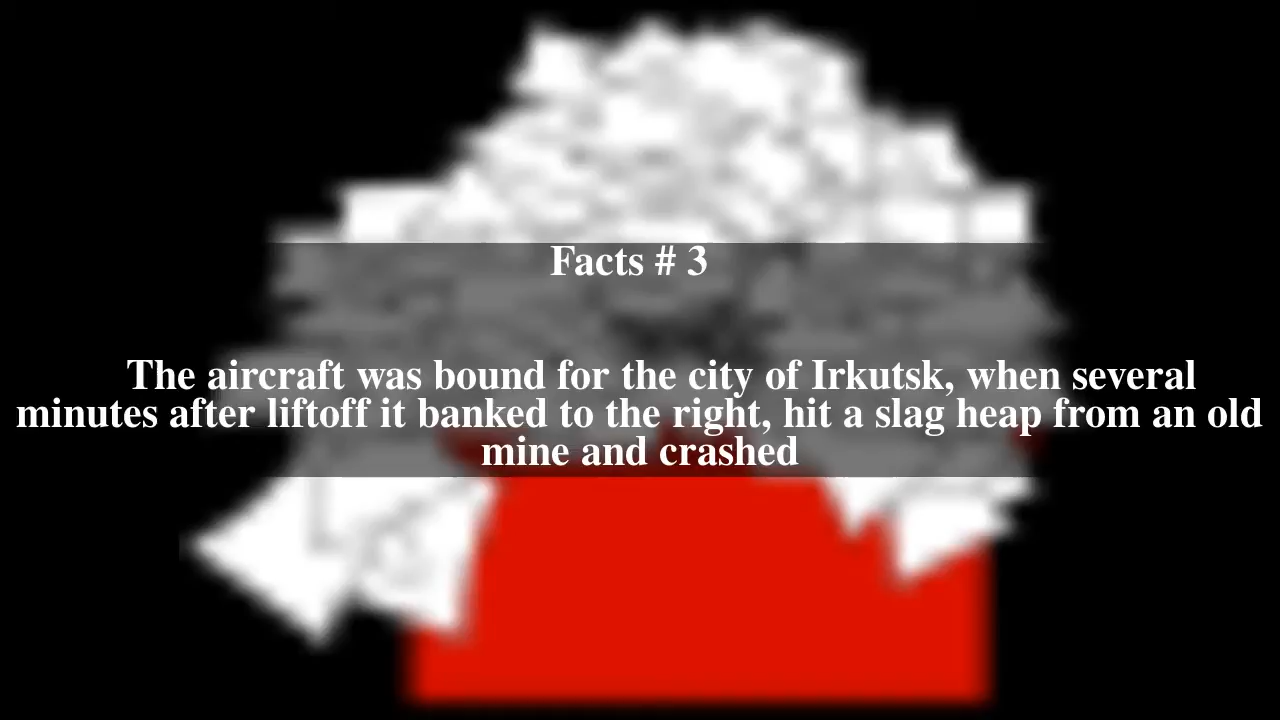 Facts # 3
The aircraft was bound for the city of Irkutsk, when several
minutes after liftoff it banked to the right, hit a slag heap from an old
mine and crashed